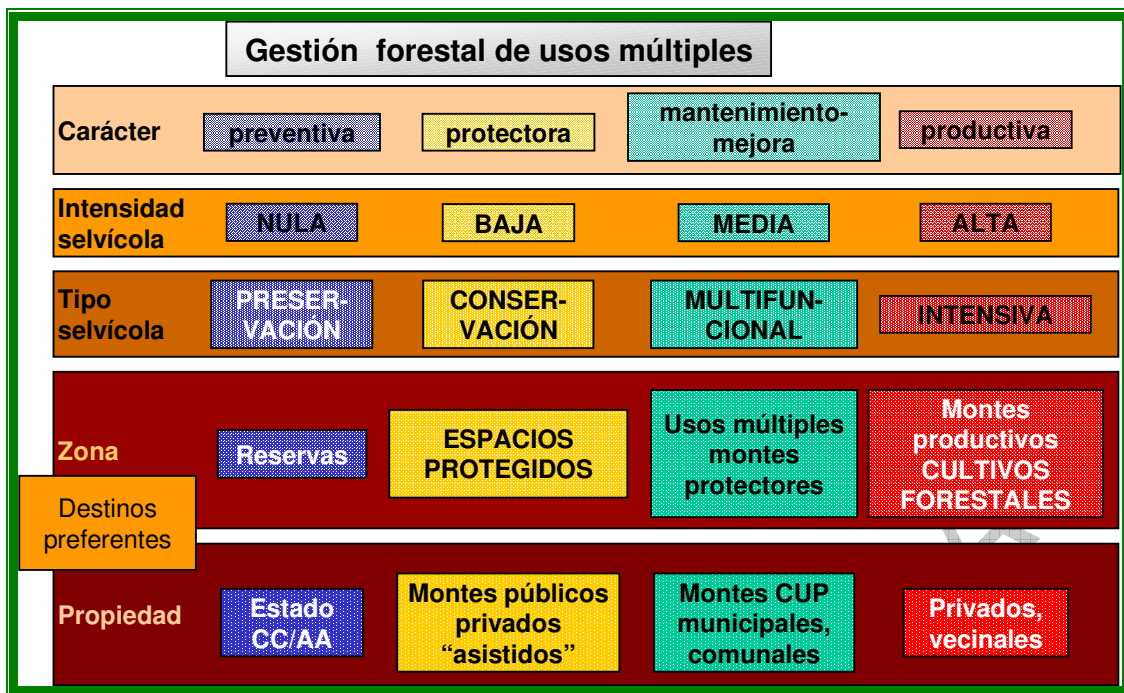 Gestión forestal de usos múltiples
Carácter
preventiva
protectora
mantenimiento-
mejora
productiva
Intensidad
selvícola
NULA
BAJA
MEDIA
ALTA
Tipo
selvícola
PRESER-
VACIÓN
CONSER-
VACIÓN
MULTIFUN-
CIONAL
INTENSIVA
Zona
Reservas
ESPACIOS
PROTEGIDOS
Usos múltiples
montes
protectores
Montes
productivos
CULTIVOS
FORESTALES
Destinos
preferentes
Propiedad
Estado
CC/AA
Montes públicos
privados
“asistidos”
Montes CUP
municipales,
comunales
Privados,
vecinales